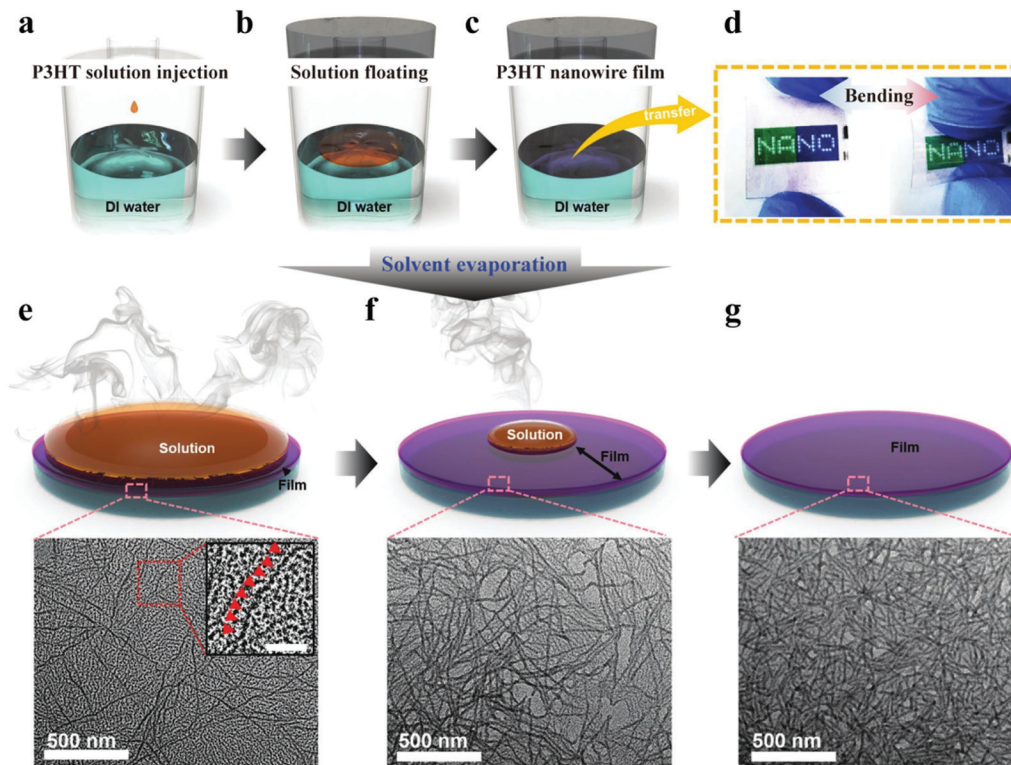 a
b
c
d
P3HT solution injection
Solution floating
P3HT nanowire film
transfer
Bending
NANO
NANO
DI water
DI water
DI water
Solvent evaporation
e
f
g
Solution
Film
Solution
Film
Film
500 nm
500 nm
500 nm